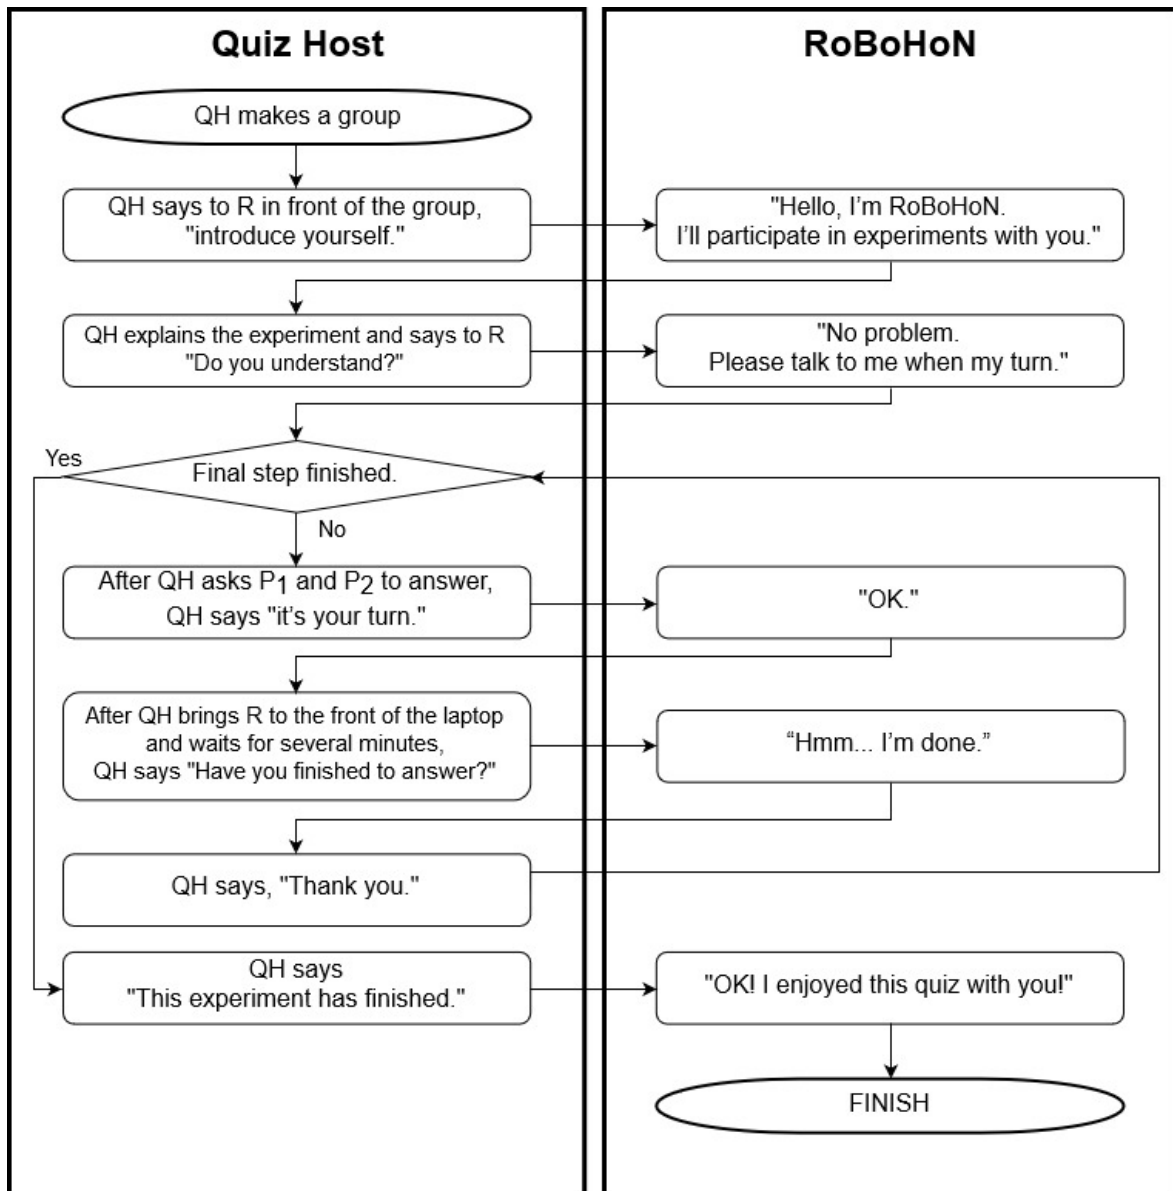 Quiz Host
RoBoHoN
QH makes a group
QH says to R in front of the group,
"introduce yourself."
"Hello, I'm RoBoHoN.
I'll participate in experiments with you."
QH explains the experiment and says to R
"Do you understand?"
"No problem.
Please talk to me when my turn."
Yes
Final step finished.
No
After QH asks P1 and P2 to answer,
QH says "it's your turn."
"OK."
After QH brings R to the front of the laptop
and waits for several minutes,
QH says "Have you finished to answer?"
“Hmm... I'm done.”
QH says, "Thank you."
QH says
"This experiment has finished."
"OK! I enjoyed this quiz with you!"
FINISH